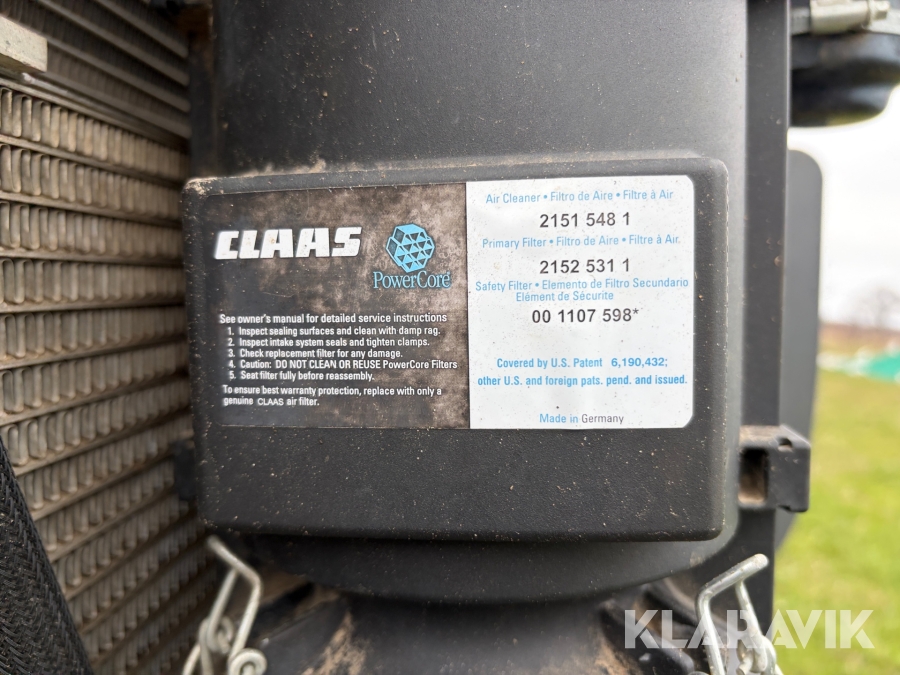 CLAAS
PowerCore
See owner's manual for detailed service instructions
1. Inspect sealing surfaces and clean with damp rag.
2. Inspect intake system seals and tighten clamps.
3. Check replacement filter for any damage.
4. Caution: DO NOT CLEAN OR REUSE PowerCore Filters
5. Seat filter fully before reassembly.
To ensure best warranty protection, replace with only a
genuine CLAAS air filter.
Air Cleaner • Filtro de Aire • Filtre à Air
2151 548 1
Primary Filter • Filtro de Aire • Filtre à Air.
2152 531 1
Safety Filter • Elemento de Filtro Secundario
Elément de Sécurite
00 1107 598*
Covered by U.S. Patent 6,190,432;
other U.S. and foreign pats. pend. and issued.
Made in Germany
KLARAVIK